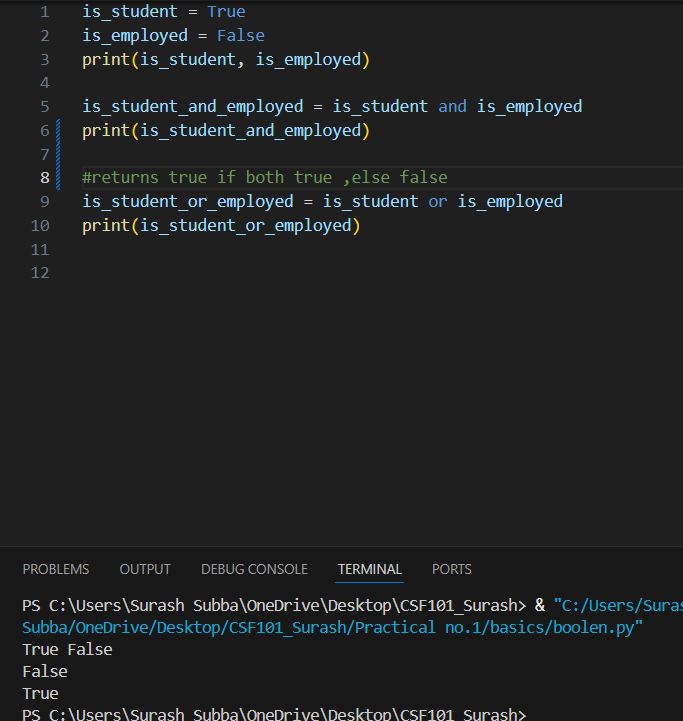 1 is_student = True
2 is_employed = False
3 print(is_student, is_employed)
4
5 is_student_and_employed = is_student and is_employed
6 print(is_student_and_employed)
7
8 #returns true if both true ,else false
9 is_student_or_employed = is_student or is_employed
10 print(is_student_or_employed)
11
12
PROBLEMS OUTPUT DEBUG CONSOLE TERMINAL PORTS
PS C:\Users\Surash Subba\OneDrive\Desktop\CSF101_Surash> & "C:/Users/Suras
Subba/OneDrive/Desktop/CSF101_Surash/Practical no.1/basics/boolen.py"
True False
False
True
PS C:\Users\Surash Subba\OneDrive\Desktop\CSF101_Surash>